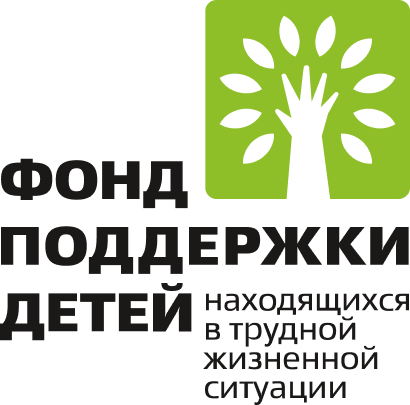 ФОНД
ПОДДЕРЖКИ
ДЕТЕЙ
находящихся
в трудной
жизненной
ситуации